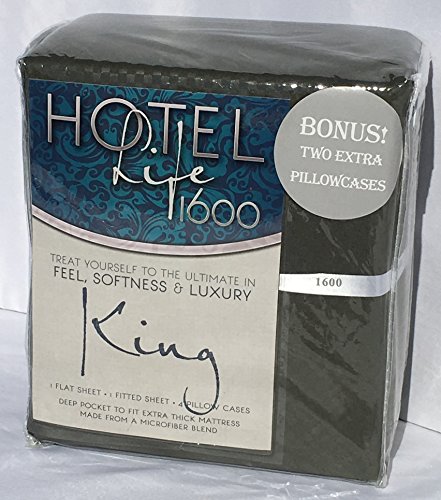 HOTEL
Life
1600
BONUS!
TWO EXTRA
PILLOWCASES
TREAT YOURSELF TO THE ULTIMATE IN
FEEL, SOFTNESS & LUXURY
King
1600
1 FLAT SHEET • 1 FITTED SHEET • 4 PILLOW CASES
DEEP POCKET TO FIT EXTRA THICK MATTRESS
MADE FROM A MICROFIBER BLEND